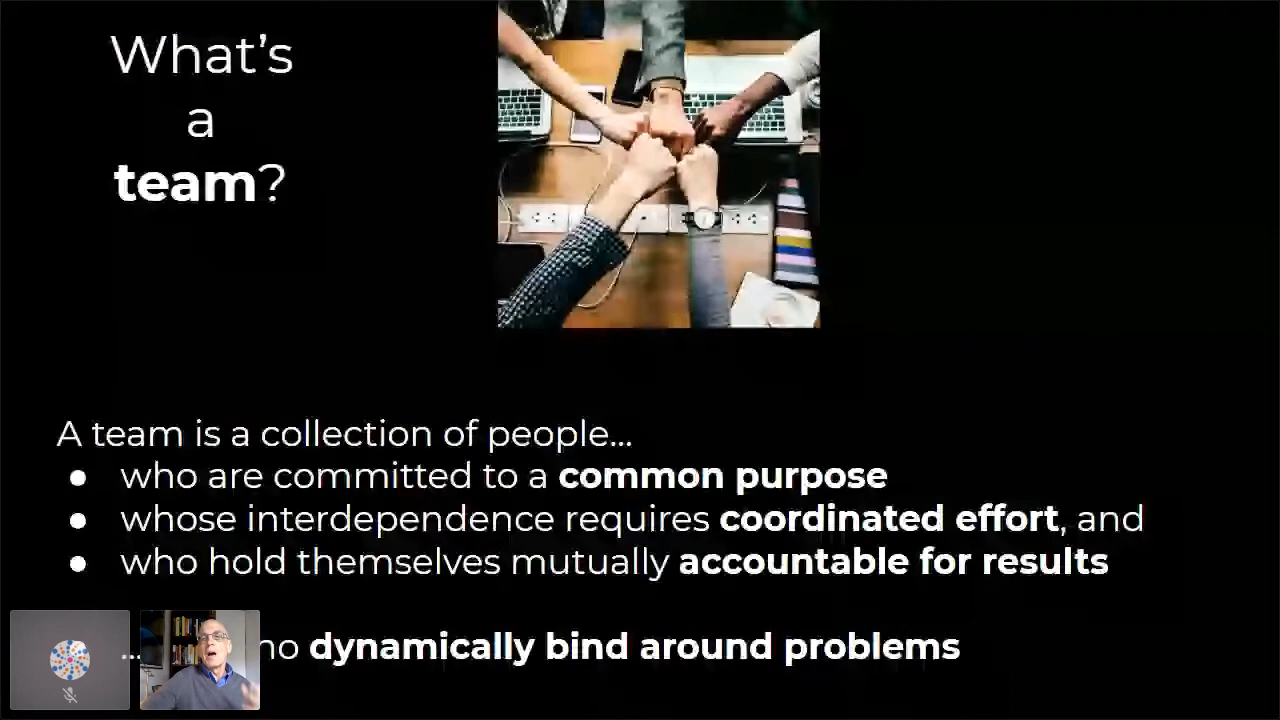 What's
a
team?
A team is a collection of people...
● who are committed to a common purpose
● whose interdependence requires coordinated effort, and
● who hold themselves mutually accountable for results
... dynamically bind around problems